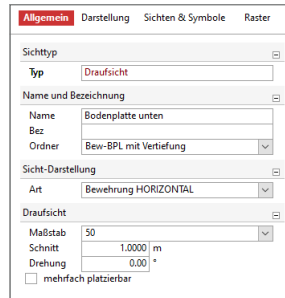 Allgemein Darstellung Sichten & Symbole Raster
Sichttyp
Typ Draufsicht
Name und Bezeichnung
Name Bodenplatte unten
Bez
Ordner Bew-BPL mit Vertiefung
Sicht-Darstellung
Art Bewehrung HORIZONTAL
Draufsicht
Maßstab 50
Schnitt 1.0000 m
Drehung 0.00 °
mehrfach platzierbar